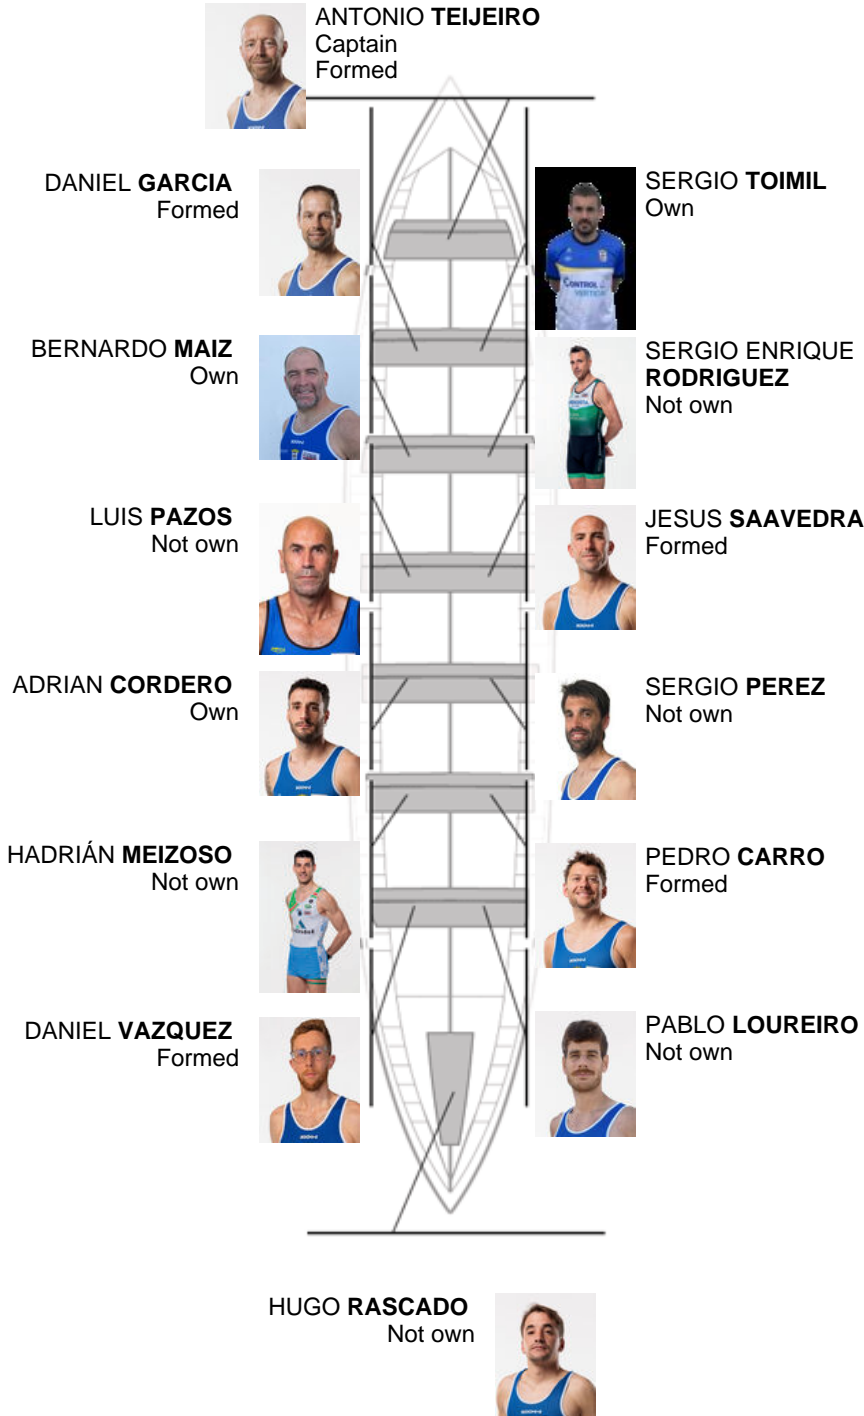 ANTONIO TEIJEIRO
Captain
Formed
DANIEL GARCIA
Formed
SERGIO TOIMIL
Own
CONTROL
VERTICAL
BERNARDO MAIZ
Own
SERGIO ENRIQUE
RODRIGUEZ
Not own
LUIS PAZOS
Not own
JESUS SAAVEDRA
Formed
ADRIAN CORDERO
Own
SERGIO PEREZ
Not own
HADRIÁN MEIZOSO
Not own
PEDRO CARRO
Formed
DANIEL VAZQUEZ
Formed
PABLO LOUREIRO
Not own
HUGO RASCADO
Not own